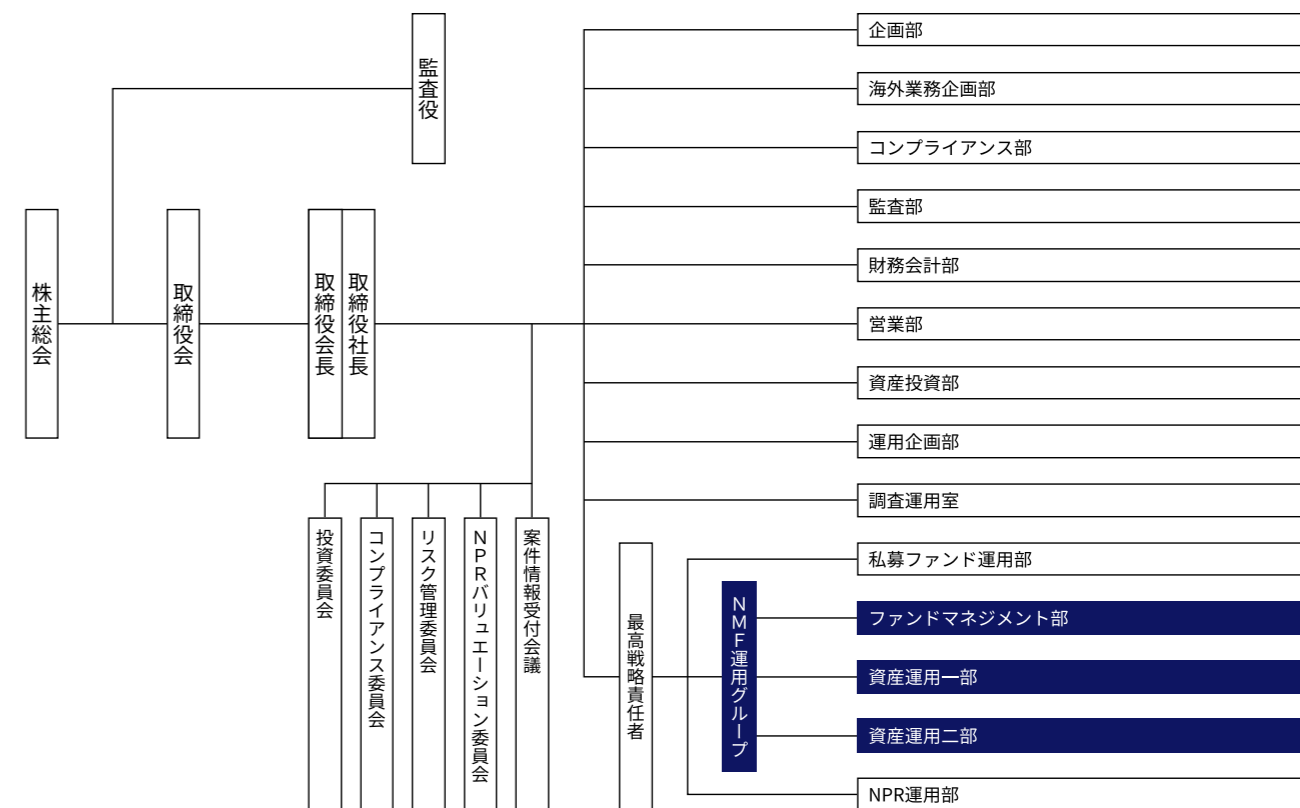 株主総会
監査役
取締役会
取締役会長
取締役社長
投資委員会
コンプライアンス委員会
リスク管理委員会
NPRバリュエーション委員会
案件情報受付会議
企画部
海外業務企画部
コンプライアンス部
監査部
財務会計部
営業部
資産投資部
運用企画部
調査運用室
最高戦略責任者
私募ファンド運用部
NMF運用グループ
ファンドマネジメント部
資産運用一部
資産運用二部
NPR運用部